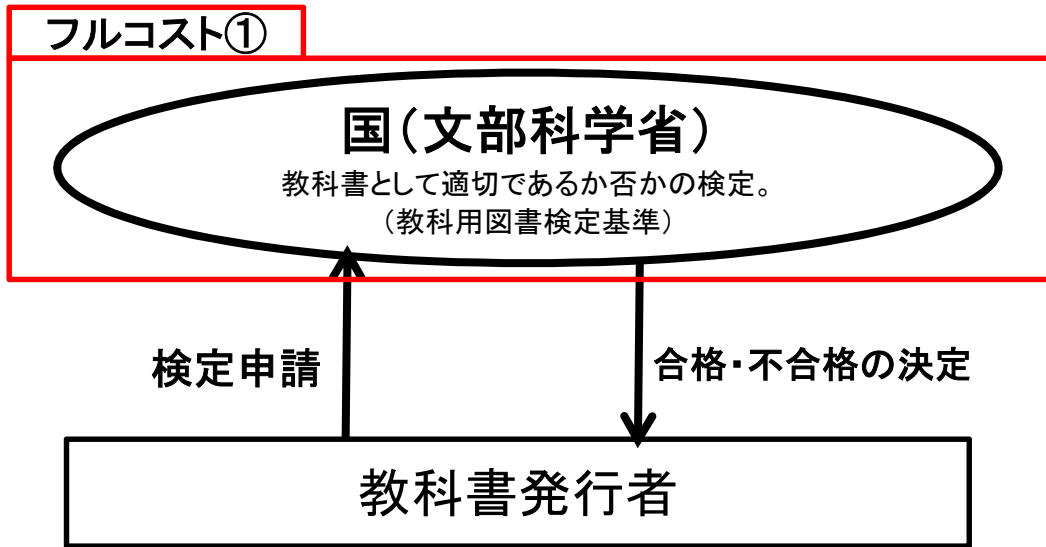 フルコスト①
国（文部科学省）
教科書として適切であるか否かの検定。
（教科用図書検定基準）
検定申請
合格・不合格の決定
教科書発行者